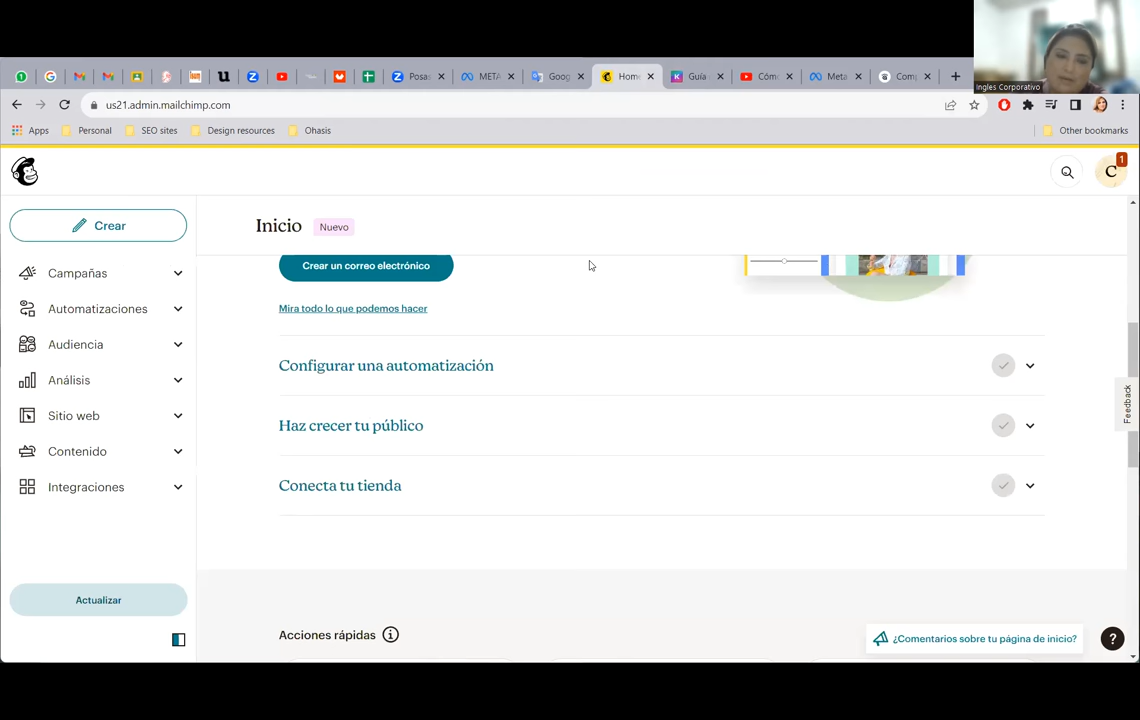 Ingles Corporativo
Posas
META
Goog
Home
Guía
Cómo
Meta
Comp
us21.admin.mailchimp.com
Apps
Personal
SEO sites
Design resources
Ohasis
Other bookmarks
1
C
Crear
Inicio
Nuevo
Campañas
Crear un correo electrónico
Automatizaciones
Mira todo lo que podemos hacer
Audiencia
Configurar una automatización
Análisis
Sitio web
Haz crecer tu público
Feedback
Contenido
Integraciones
Conecta tu tienda
Actualizar
Acciones rápidas
¿Comentarios sobre tu página de inicio?
?